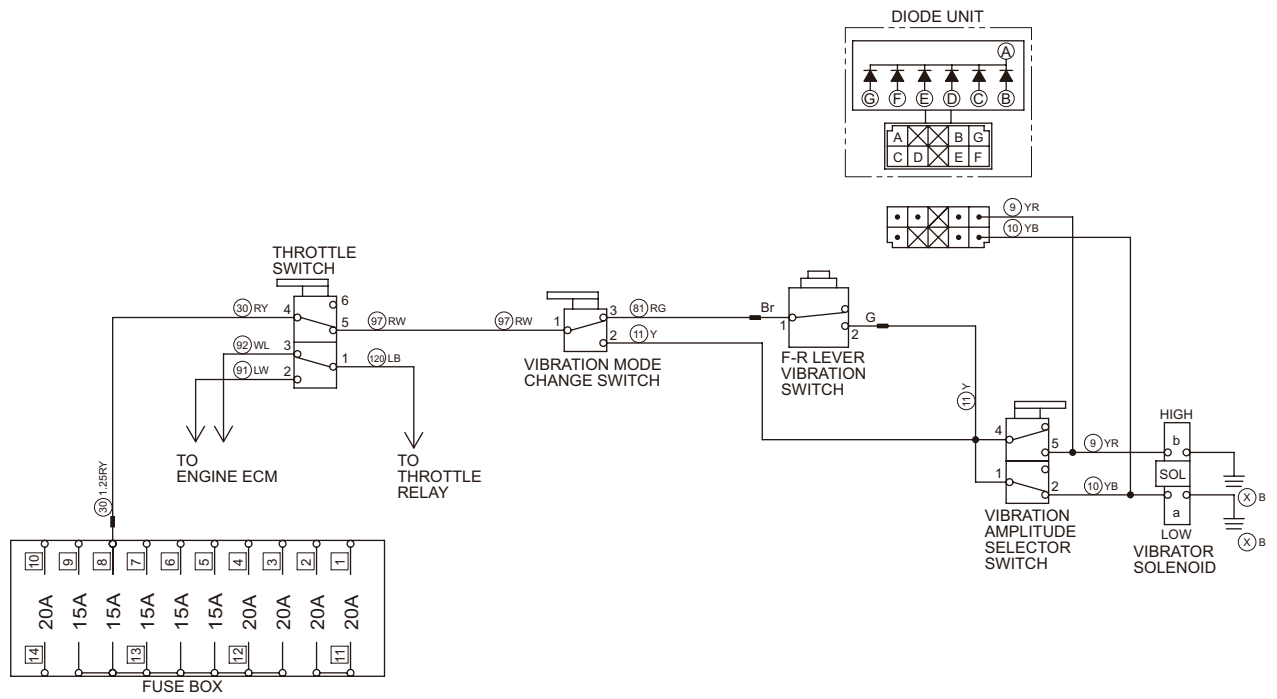 DIODE UNIT
A
G F E D C B
A B G
C D E F
9 YR
10 YB
THROTTLE
SWITCH
6
30 RY 4
5 97 RW
97 RW 1
3 81 RG
Br
1
G
2
11 Y
2
92 WL 3
1 120 LB
91 LW 2
VIBRATION MODE
CHANGE SWITCH
F-R LEVER
VIBRATION
SWITCH
11 Y
TO
ENGINE ECM
TO
THROTTLE
RELAY
4
5 9 YR
1
2 10 YB
HIGH
b
SOL
a
LOW
X B
X B
VIBRATION
AMPLITUDE
SELECTOR
SWITCH
VIBRATOR
SOLENOID
30 1.25RY
10 9 8 7 6 5 4 3 2 1
20A 15A 15A 15A 15A 15A 20A 20A 20A 20A
14 13 12 11
FUSE BOX